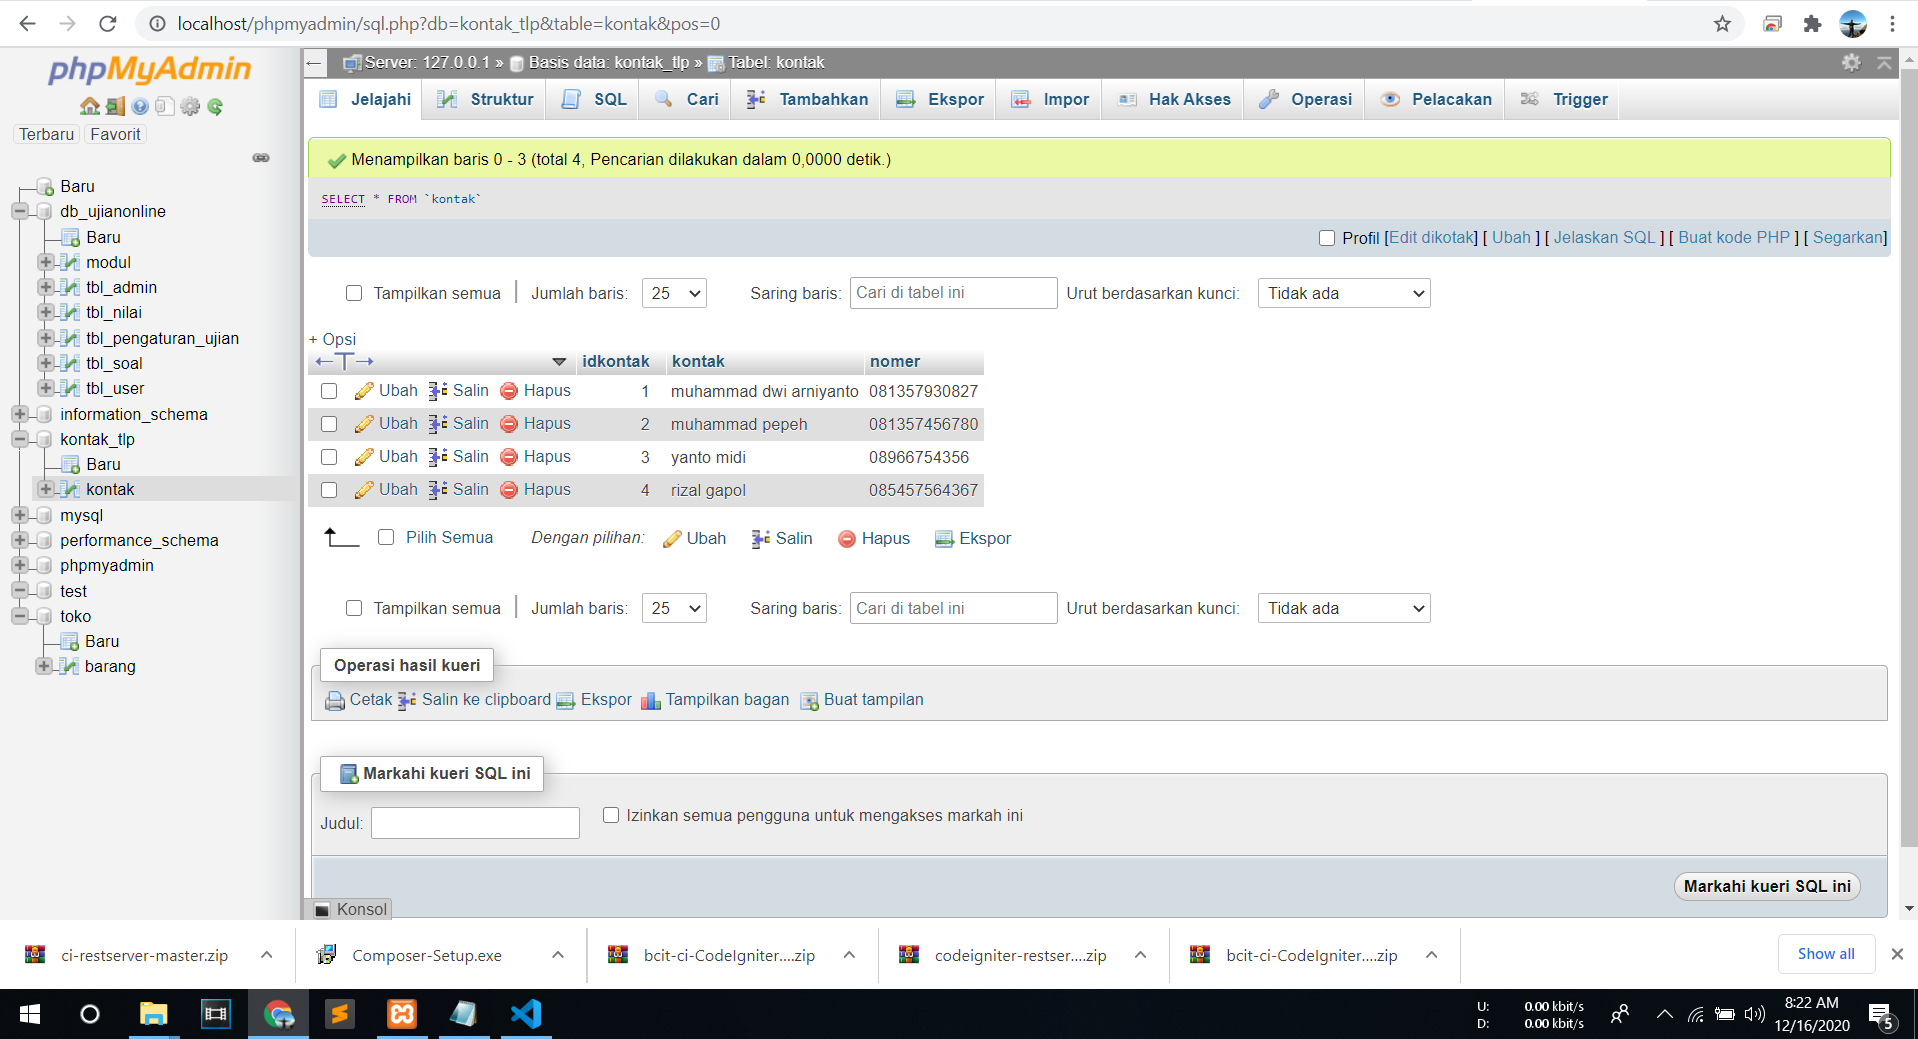 localhost/phpmyadmin/sql.php?db=kontak_tlp&table=kontak&pos=0
phpMyAdmin
Terbaru Favorit
Baru
db_ujianonline
Baru
modul
tbl_admin
tbl_nilai
tbl_pengaturan_ujian
tbl_soal
tbl_user
information_schema
kontak_tlp
Baru
kontak
mysql
performance_schema
phpmyadmin
test
toko
Baru
barang
Server: 127.0.0.1 » Basis data: kontak_tlp » Tabel: kontak
Jelajahi Struktur SQL Cari Tambahkan Ekspor Impor Hak Akses Operasi Pelacakan Trigger
Menampilkan baris 0 - 3 (total 4, Pencarian dilakukan dalam 0,0000 detik.)
SELECT * FROM `kontak`
Profil [Edit dikotak] [ Ubah ] [ Jelaskan SQL ] [ Buat kode PHP ] [ Segarkan]
Tampilkan semua Jumlah baris: 25 Saring baris: Cari di tabel ini Urut berdasarkan kunci: Tidak ada
+ Opsi
←T→ idkontak kontak nomer
Ubah Salin Hapus 1 muhammad dwi arniyanto 081357930827
Ubah Salin Hapus 2 muhammad pepeh 081357456780
Ubah Salin Hapus 3 yanto midi 08966754356
Ubah Salin Hapus 4 rizal gapol 085457564367
Pilih Semua Dengan pilihan: Ubah Salin Hapus Ekspor
Tampilkan semua Jumlah baris: 25 Saring baris: Cari di tabel ini Urut berdasarkan kunci: Tidak ada
Operasi hasil kueri
Cetak Salin ke clipboard Ekspor Tampilkan bagan Buat tampilan
Markahi kueri SQL ini
Judul: Izinkan semua pengguna untuk mengakses markah ini
Markahi kueri SQL ini
Konsol
ci-restserver-master.zip Composer-Setup.exe bcit-ci-CodeIgniter....zip codeigniter-restser....zip bcit-ci-CodeIgniter....zip Show all
U: 0.00 kbit/s
D: 0.00 kbit/s
8:22 AM
12/16/2020
5